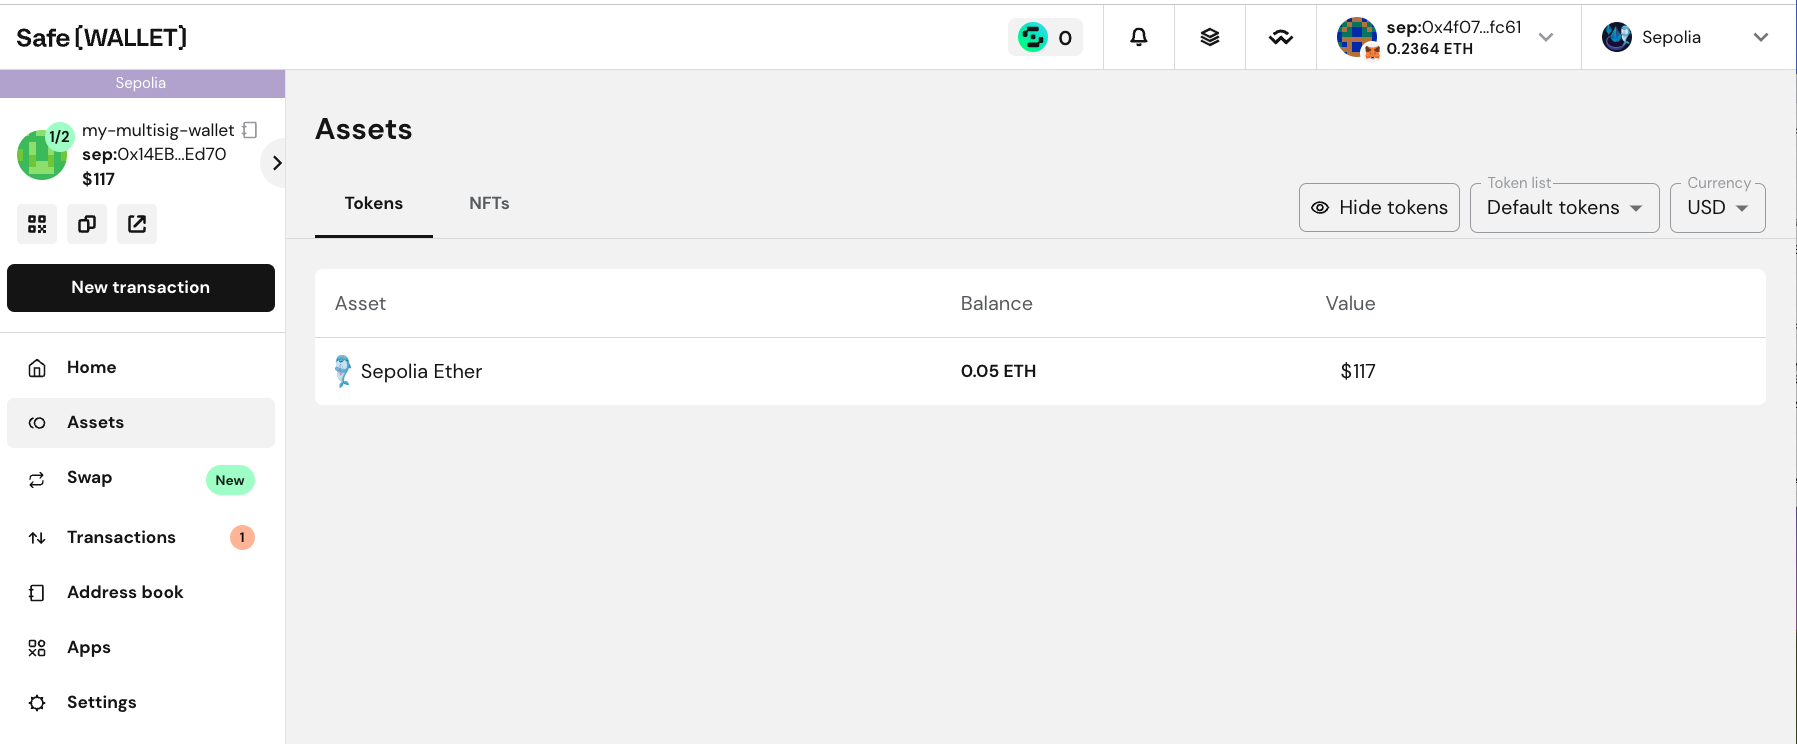 Safe [WALLET]
0
sep:0x4f07...fc61
0.2364 ETH
Sepolia
Sepolia
1/2
my-multisig-wallet
sep:0x14EB...Ed70
$117
New transaction
Home
Assets
Swap
New
Transactions
1
Address book
Apps
Settings
Assets
Tokens
NFTs
Hide tokens
Token list
Default tokens
Currency
USD
Asset
Balance
Value
Sepolia Ether
0.05 ETH
$117